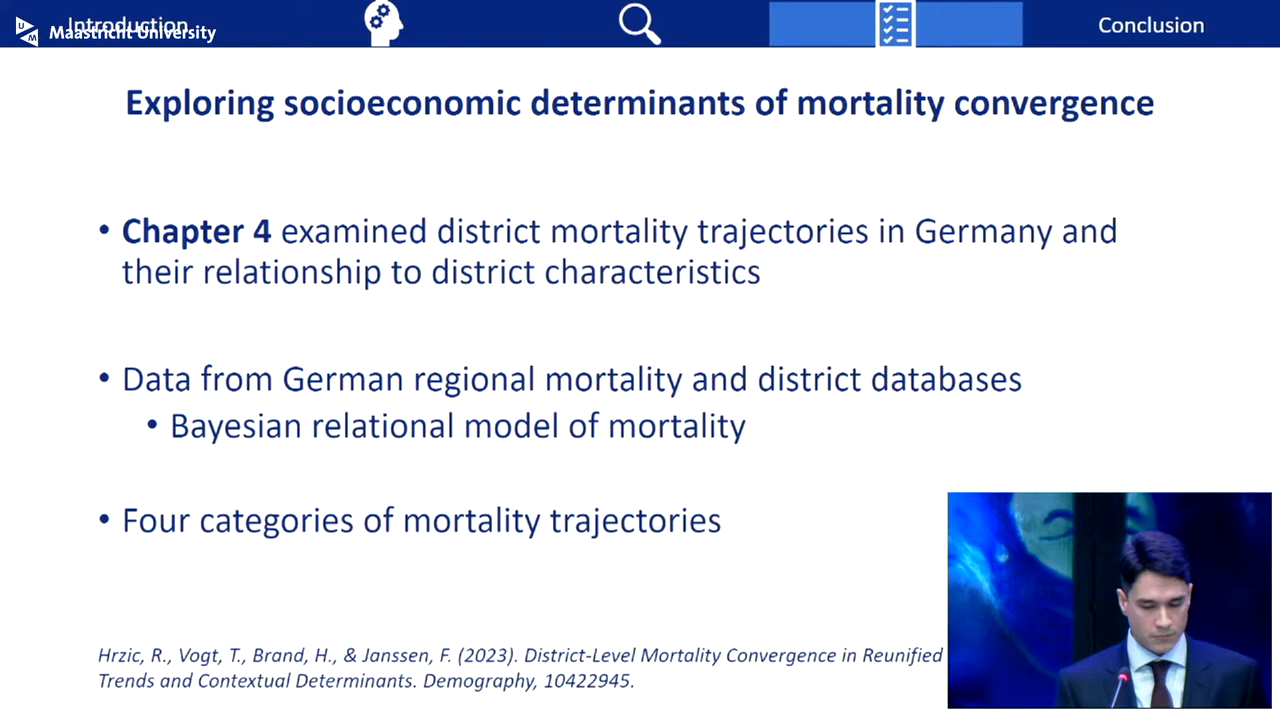 Introduction
UM
Maastricht University
Conclusion
Exploring socioeconomic determinants of mortality convergence
• Chapter 4 examined district mortality trajectories in Germany and
their relationship to district characteristics
• Data from German regional mortality and district databases
• Bayesian relational model of mortality
• Four categories of mortality trajectories
Hrzic, R., Vogt, T., Brand, H., & Janssen, F. (2023). District-Level Mortality Convergence in Reunified
Trends and Contextual Determinants. Demography, 10422945.